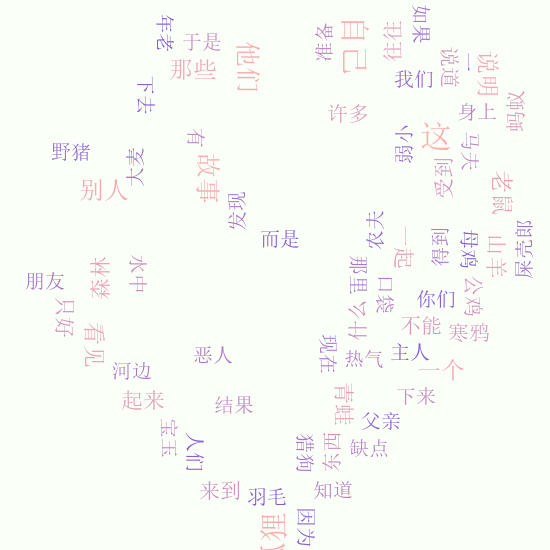 年老
于是
那些
他们
下去
准备
自己
往往
如果
我们
说道
一
说明
身上
蚂蚁
许多
弱小
这
马夫
受到
老鼠
野猪
大麦
有
故事
别人
发现
而是
农夫
一起
得到
母鸡
山羊
屎壳郎
朋友
森林
水中
那里
口袋
你们
公鸡
只好
看见
什么
不能
寒鸦
河边
恶人
现在
热气
主人
一个
起来
结果
青蛙
下来
父亲
宝玉
人们
猎狗
东西
缺点
来到
羽毛
知道
因为